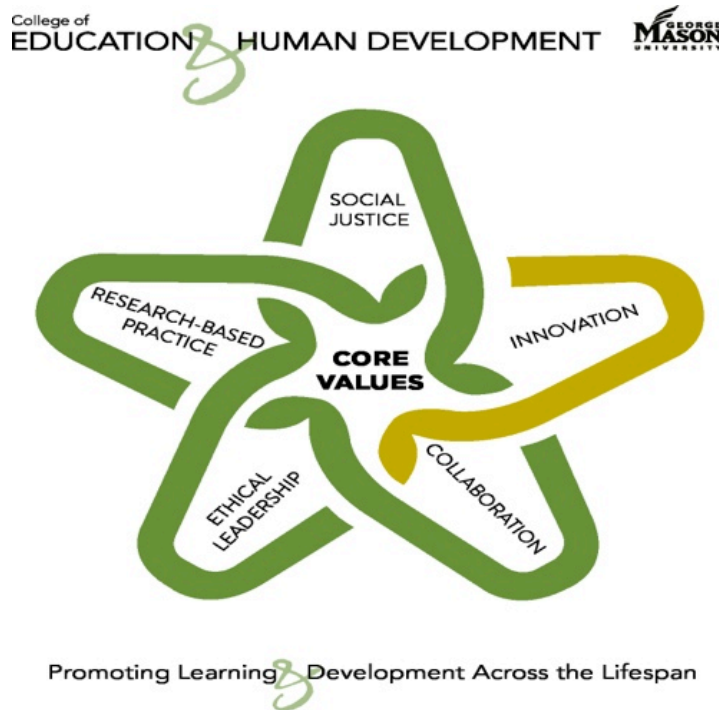 College of
EDUCATION & HUMAN DEVELOPMENT
GEORGE
MASON
UNIVERSITY
SOCIAL
JUSTICE
RESEARCH-BASED
PRACTICE
INNOVATION
CORE
VALUES
ETHICAL
LEADERSHIP
COLLABORATION
Promoting Learning & Development Across the Lifespan